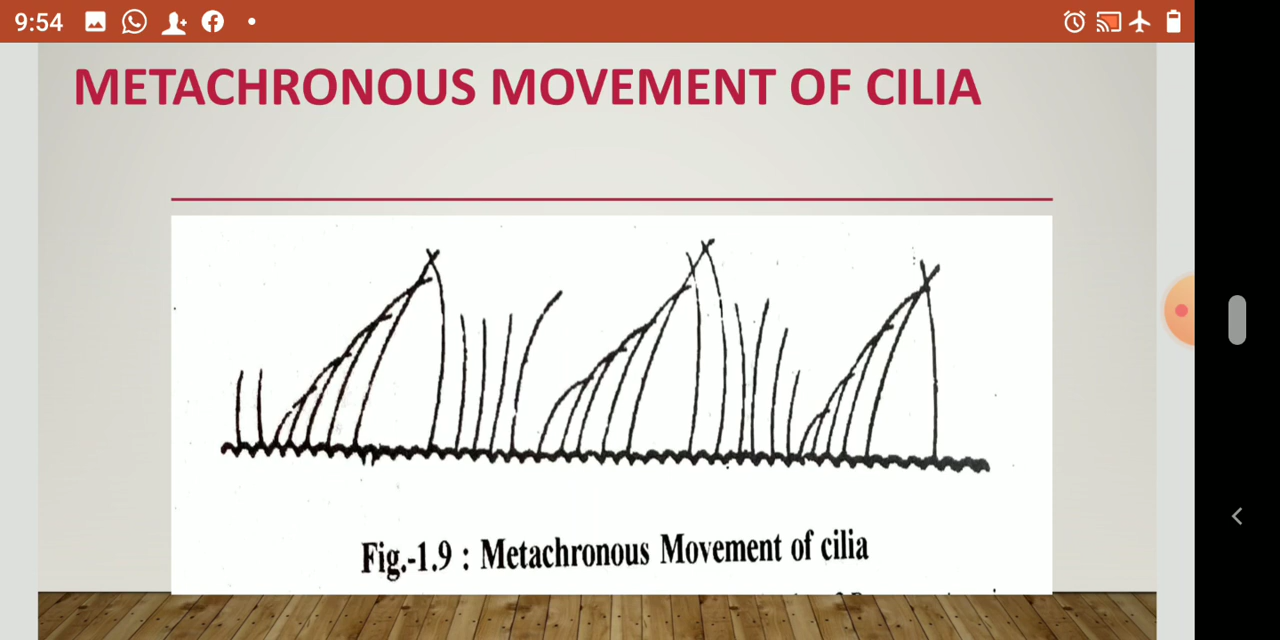 9:54
METACHRONOUS MOVEMENT OF CILIA
Fig.-1.9 : Metachronous Movement of cilia